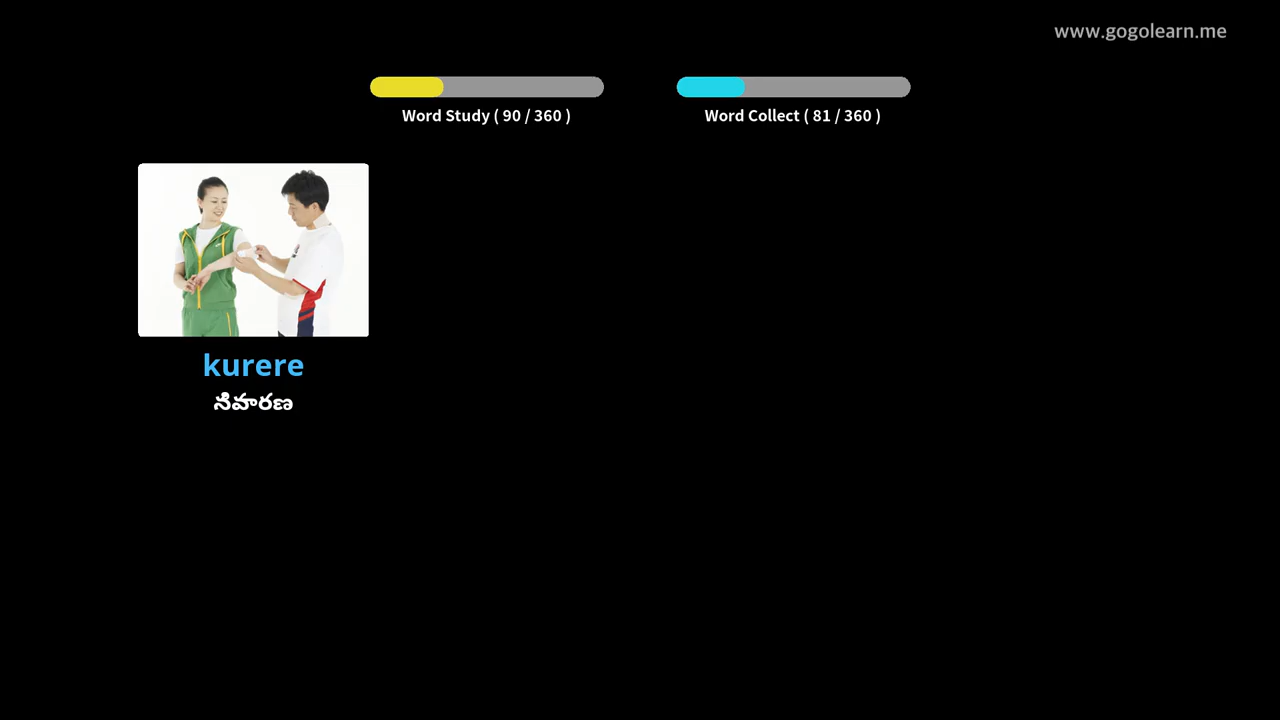 www.gogolearn.me
Word Study ( 90 / 360 )
Word Collect ( 81 / 360 )
kurere
నివారణ